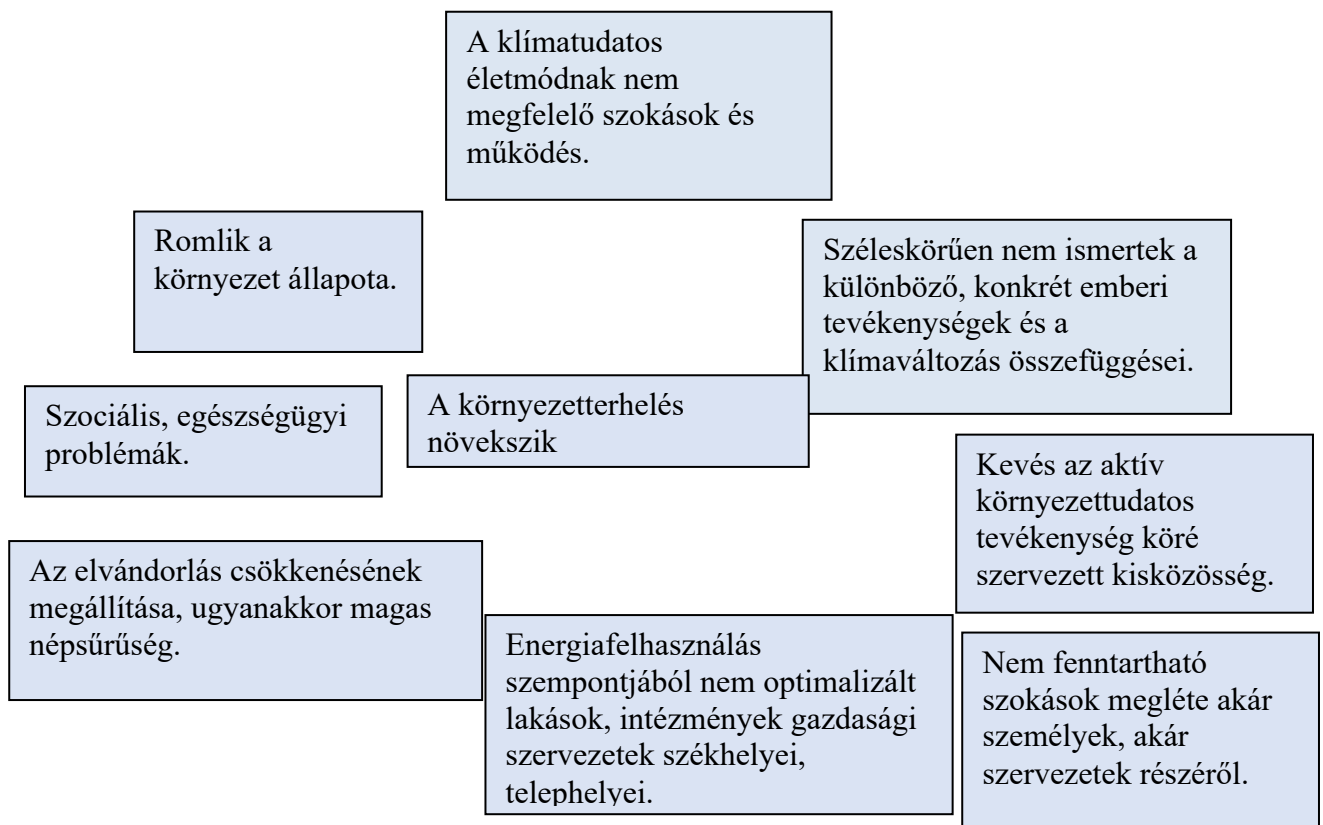 A klímatudatos
életmódnak nem
megfelelő szokások és
működés.
Romlik a
környezet állapota.
Széleskörűen nem ismertek a
különböző, konkrét emberi
tevékenységek és a
klímaváltozás összefüggései.
Szociális, egészségügyi
problémák.
A környezetterhelés
növekszik
Kevés az aktív
környezettudatos
tevékenység köré
szervezett kisközösség.
Az elvándorlás csökkenésének
megállítása, ugyanakkor magas
népsűrűség.
Energiafelhasználás
szempontjából nem optimalizált
lakások, intézmények gazdasági
szervezetek székhelyei,
telephelyei.
Nem fenntartható
szokások megléte akár
személyek, akár
szervezetek részéről.